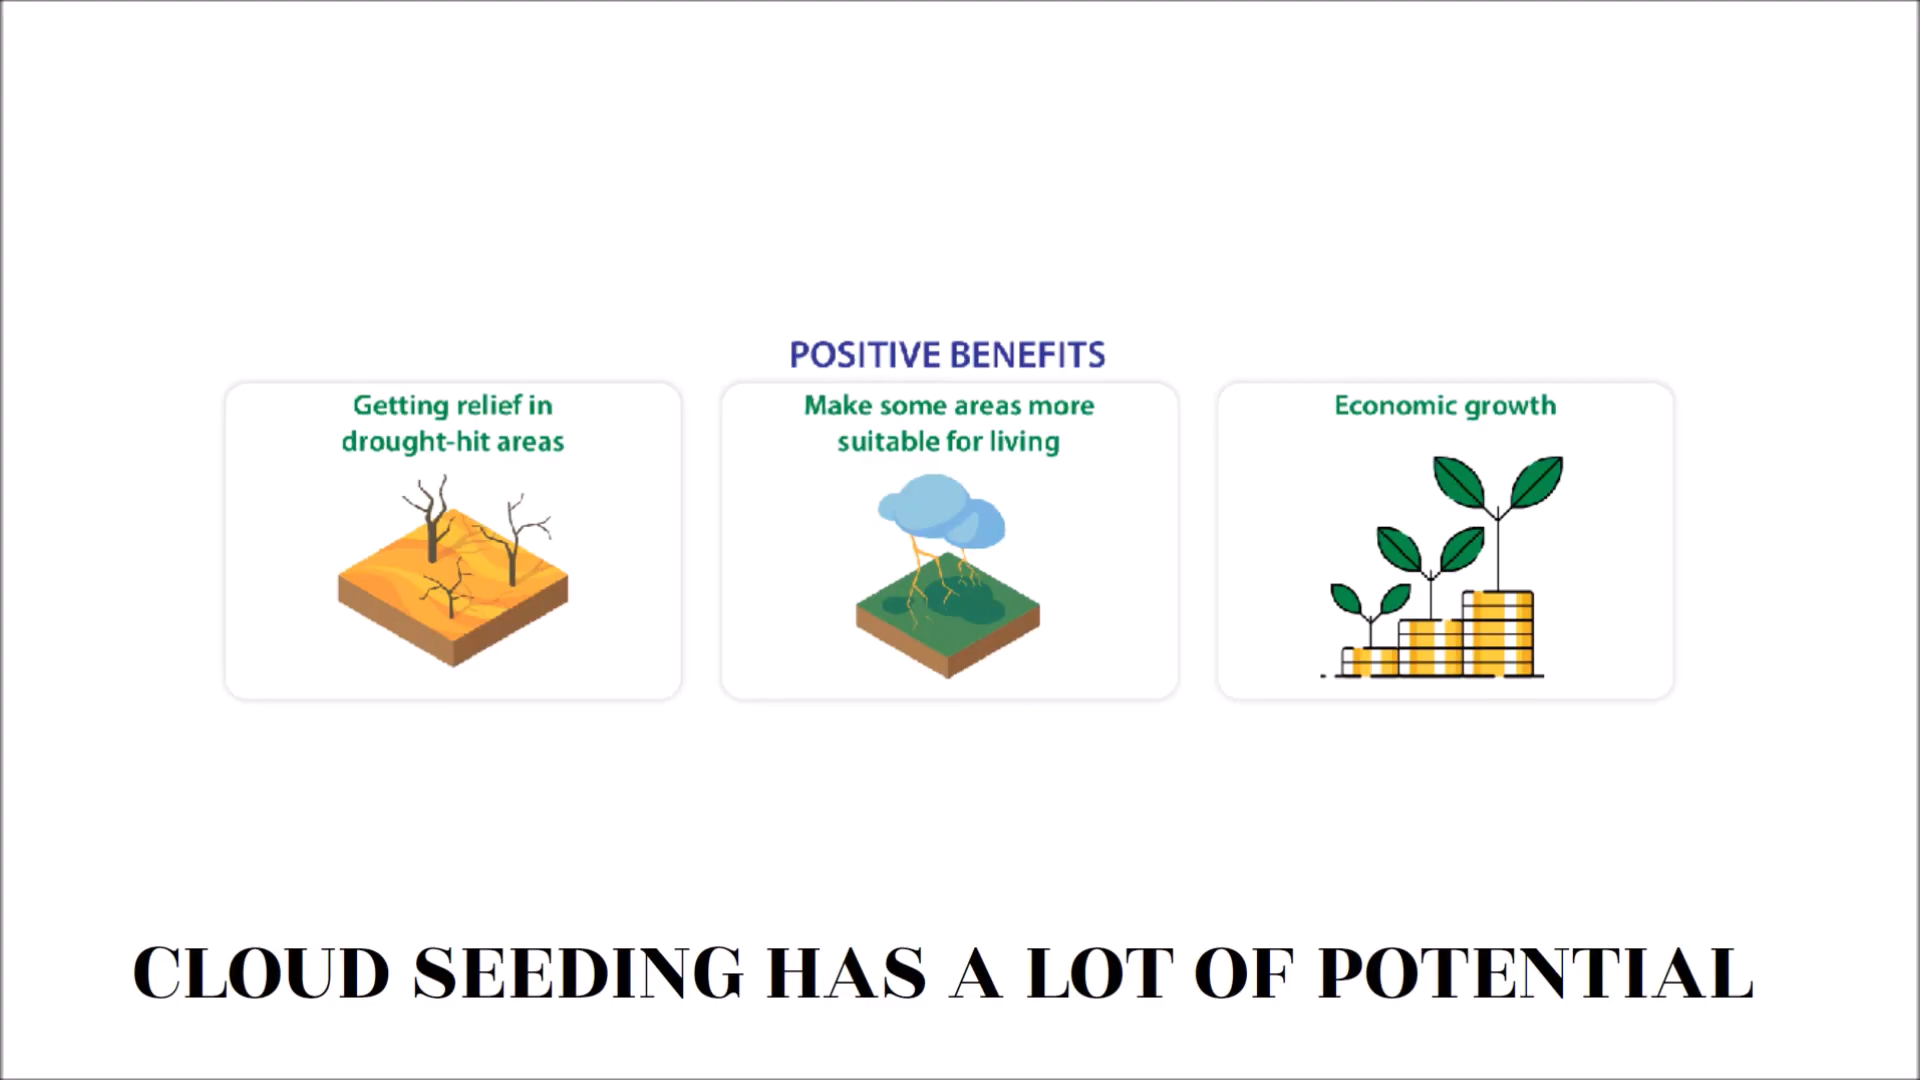 POSITIVE BENEFITS
Getting relief in
drought-hit areas
Make some areas more
suitable for living
Economic growth
CLOUD SEEDING HAS A LOT OF POTENTIAL